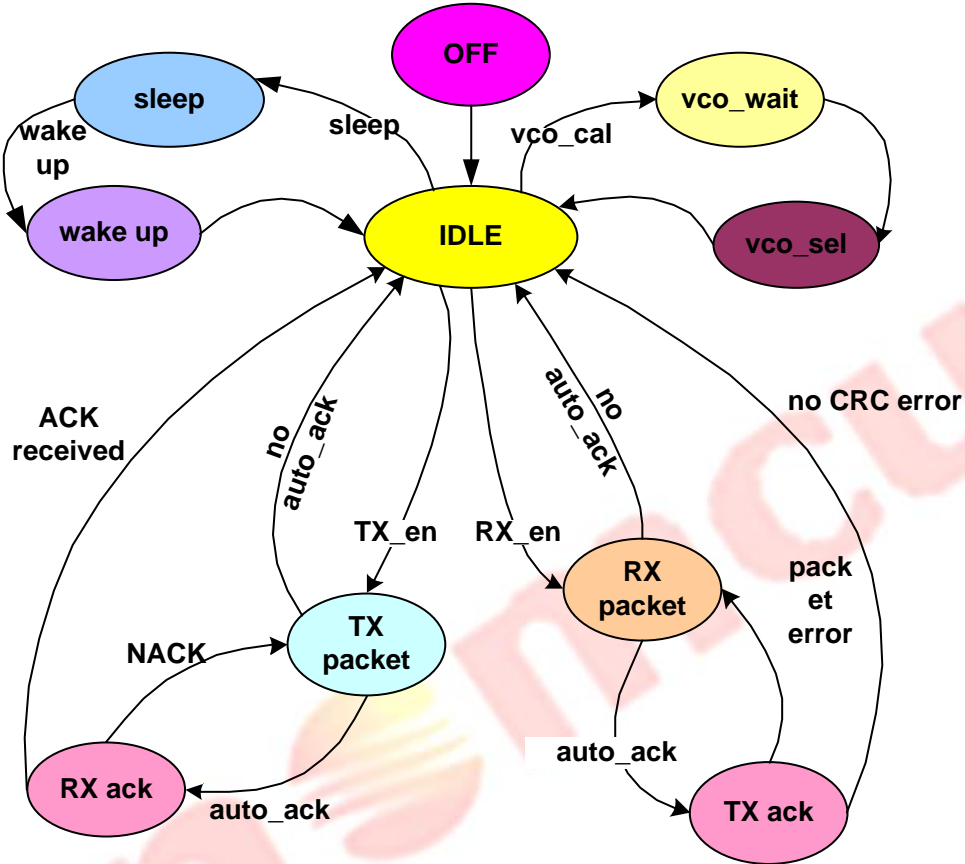 OFF
sleep
vco_wait
sleep
vco_cal
wake
up
wake up
IDLE
vco_sel
no
auto_ack
no
auto_ack
ACK
received
no CRC error
TX_en
RX_en
RX
packet
pack
et
error
TX
packet
NACK
auto_ack
RX ack
auto_ack
TX ack
mcu